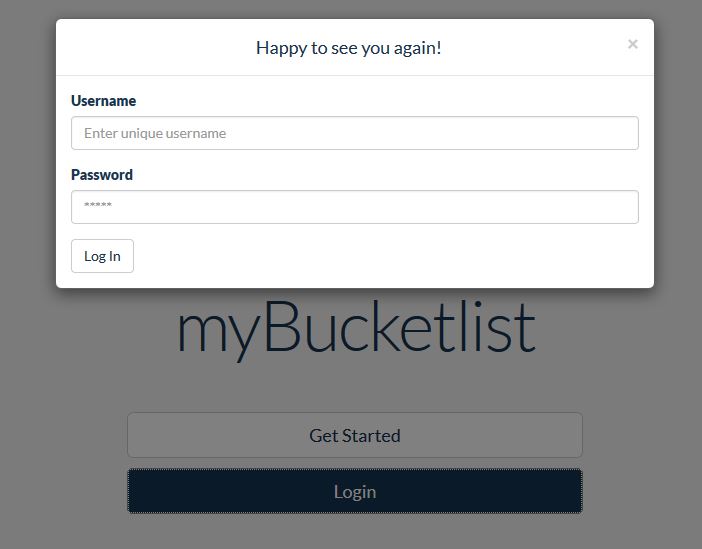 Happy to see you again!
×
Username
Enter unique username
Password
*****
Log In
myBucketlist
Get Started
Login